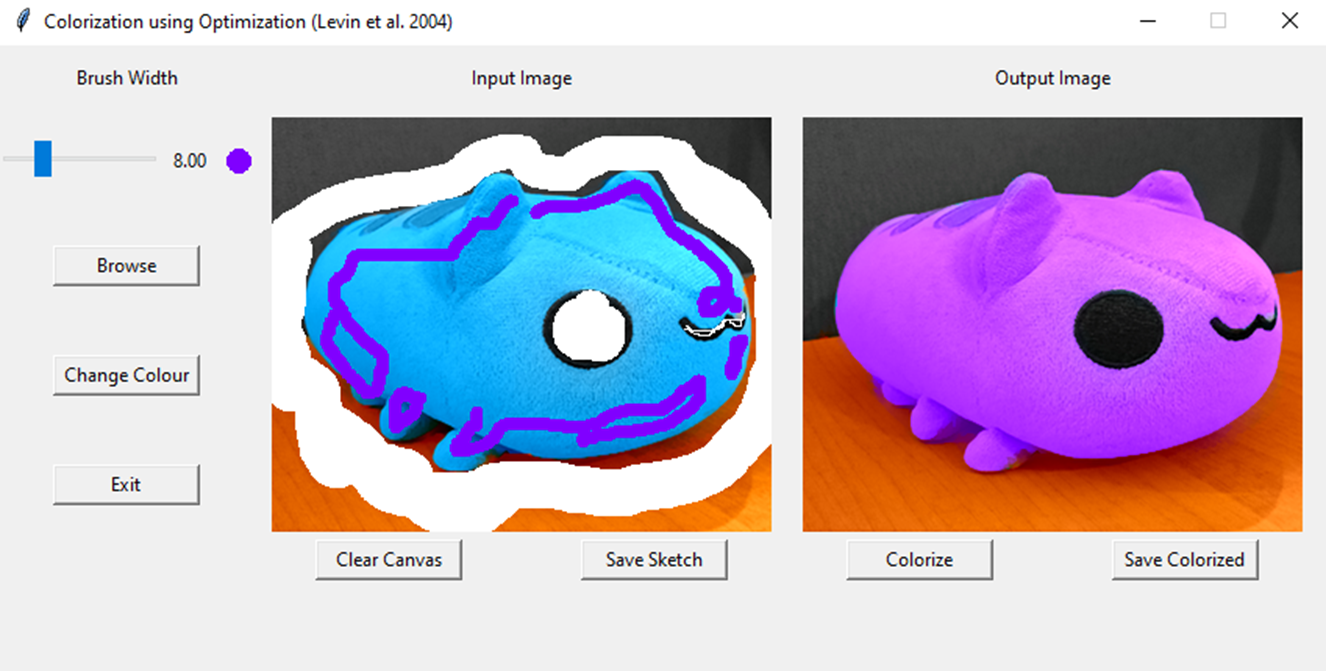 Colorization using Optimization (Levin et al. 2004)
Brush Width
Input Image
Output Image
8.00
Browse
Change Colour
Exit
Clear Canvas
Save Sketch
Colorize
Save Colorized